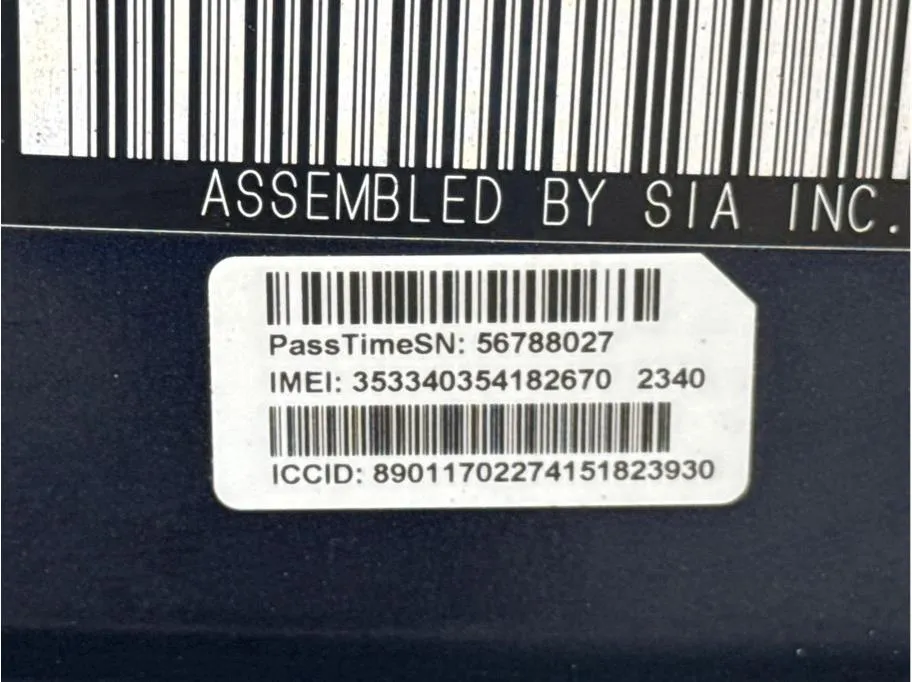 ASSEMBLED BY SIA INC.
PassTimeSN: 56788027
IMEI: 353340354182670 2340
ICCID: 89011702274151823930